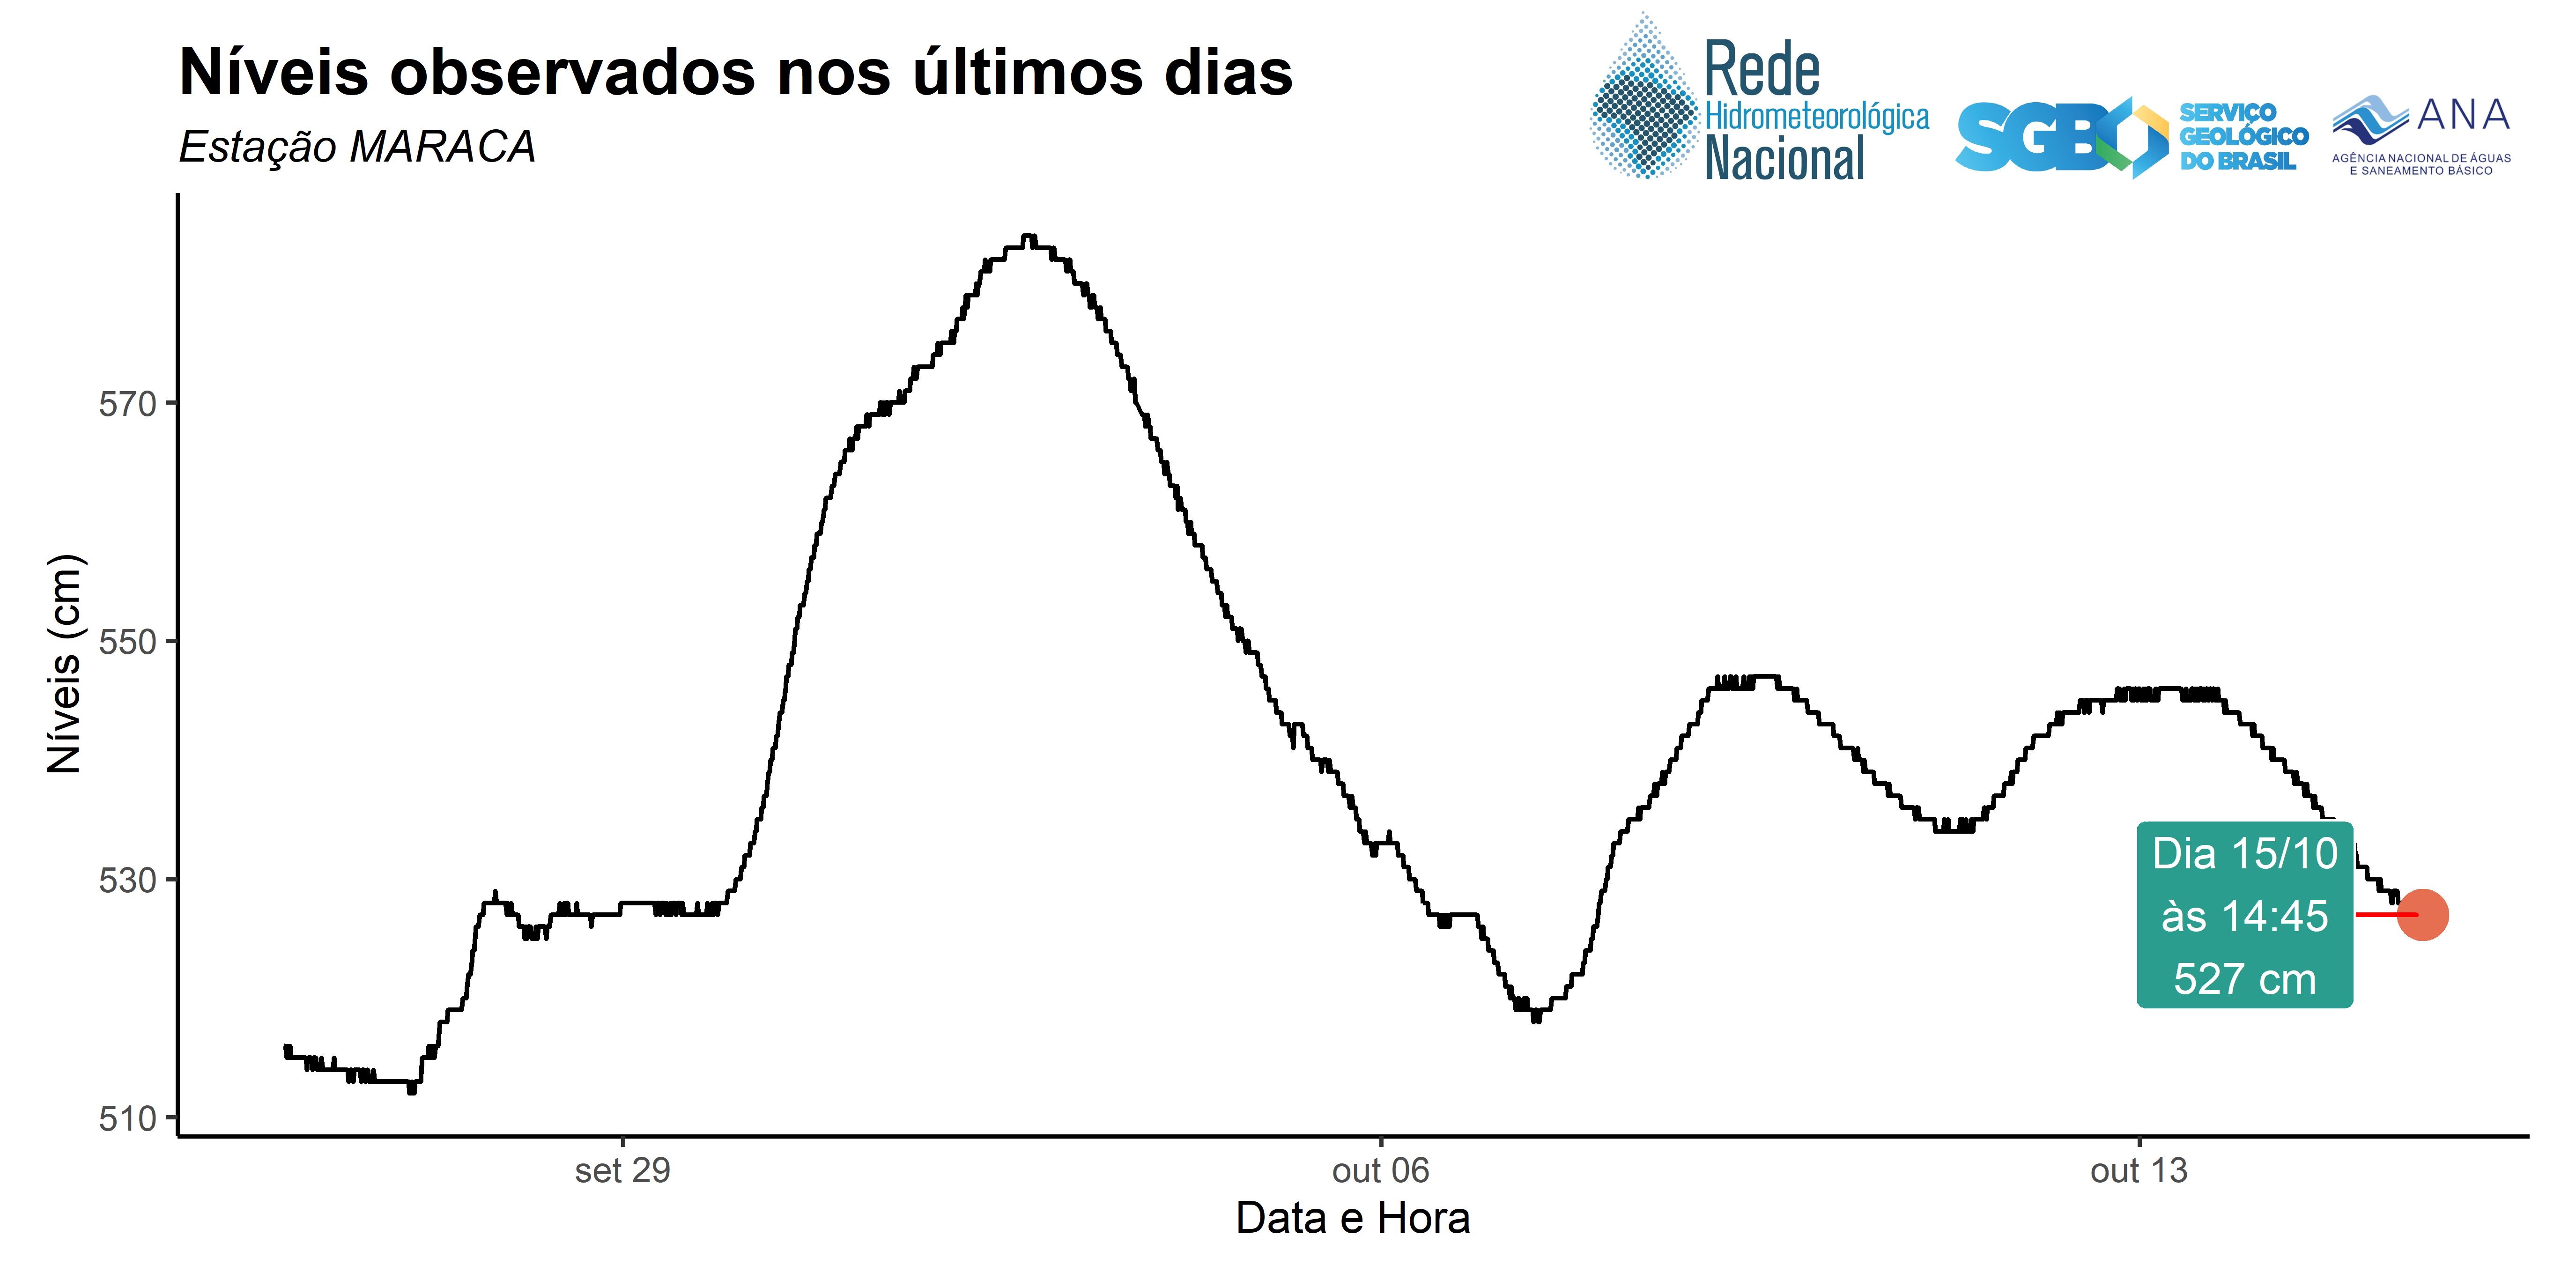 Níveis observados nos últimos dias
Estação MARACA
Rede
Hidrometeorológica
Nacional
SGB
SERVIÇO
GEOLÓGICO
DO BRASIL
ANA
AGÊNCIA NACIONAL DE ÁGUAS
E SANEAMENTO BÁSICO
Níveis (cm)
570
550
530
510
Dia 15/10
às 14:45
527 cm
set 29
out 06
out 13
Data e Hora